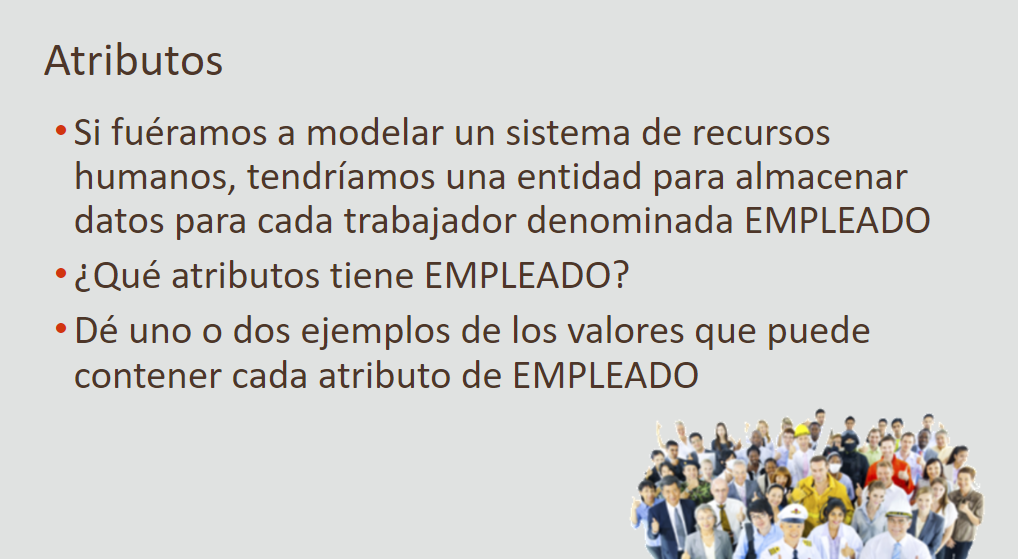 Atributos
•Si fuéramos a modelar un sistema de recursos
humanos, tendríamos una entidad para almacenar
datos para cada trabajador denominada EMPLEADO
•¿Qué atributos tiene EMPLEADO?
•Dé uno o dos ejemplos de los valores que puede
contener cada atributo de EMPLEADO